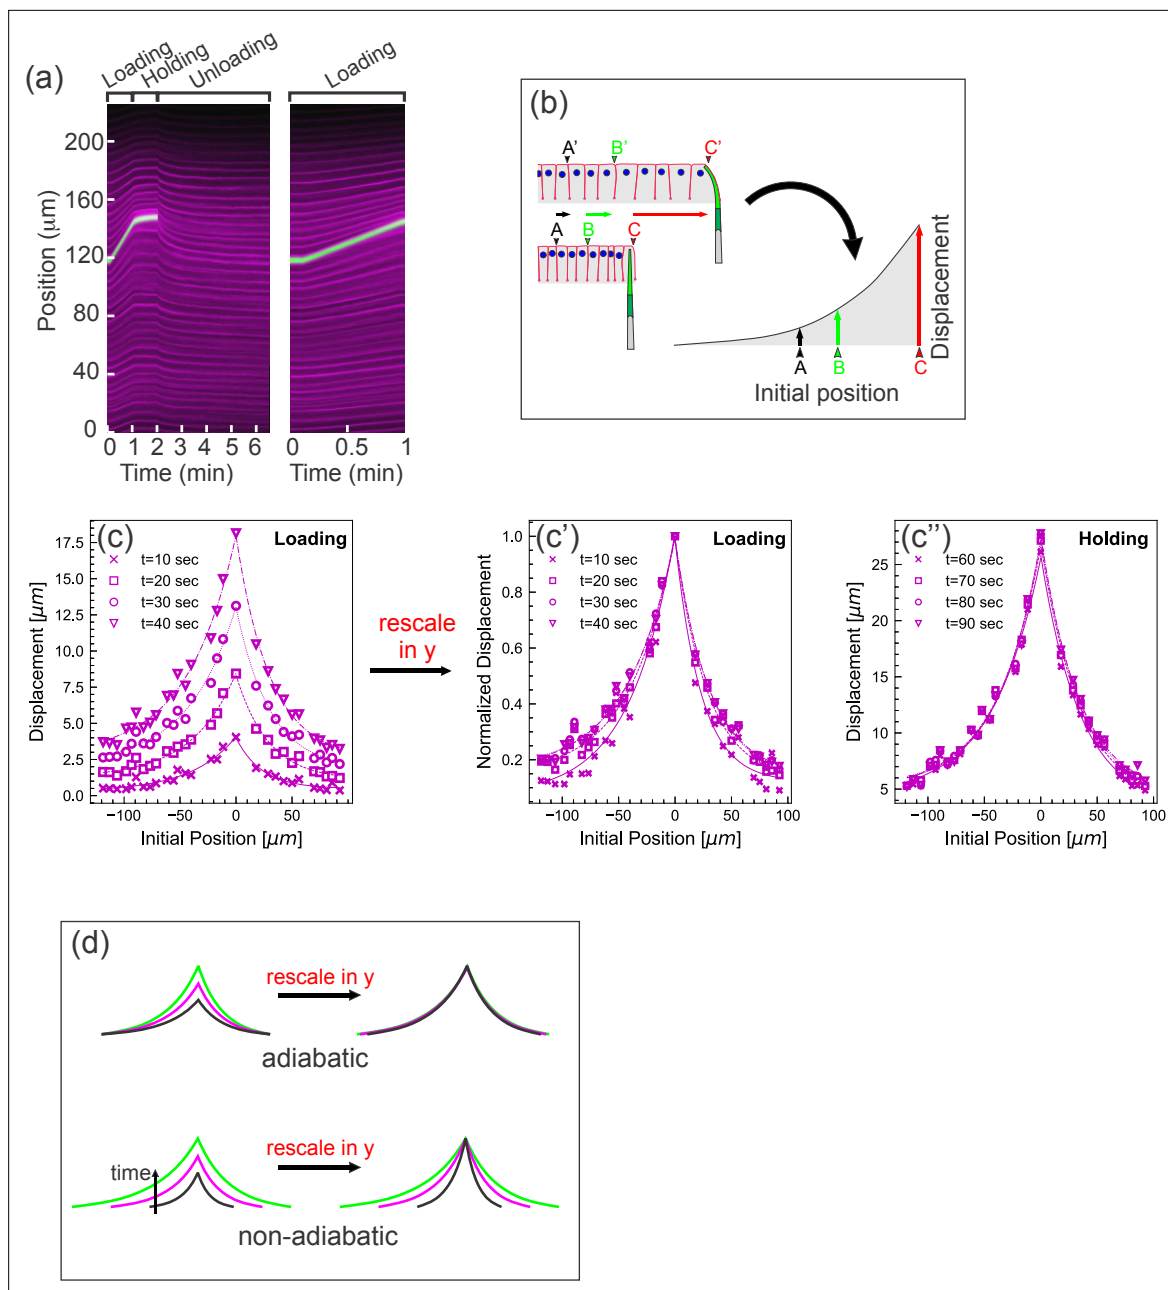 (a)
Loading
Holding
Unloading
Loading
Position (μm)
200
160
120
80
40
0
0 1 2 3 4 5 6
Time (min)
0 0.5 1
Time (min)
(b)
A' B' C'
A B C
Displacement
A B C
Initial position
(c)
Loading
t=10 sec
t=20 sec
t=30 sec
t=40 sec
Displacement [μm]
17.5
15.0
12.5
10.0
7.5
5.0
2.5
0.0
−100 −50 0 50
Initial Position [μm]
rescale
in y
(c')
Loading
t=10 sec
t=20 sec
t=30 sec
t=40 sec
Normalized Displacement
1.0
0.8
0.6
0.4
0.2
−100 −50 0 50 100
Initial Position [μm]
(c'')
Holding
t=60 sec
t=70 sec
t=80 sec
t=90 sec
Displacement [μm]
25
20
15
10
5
−100 −50 0 50 100
Initial Position [μm]
(d)
rescale in y
adiabatic
time
rescale in y
non-adiabatic